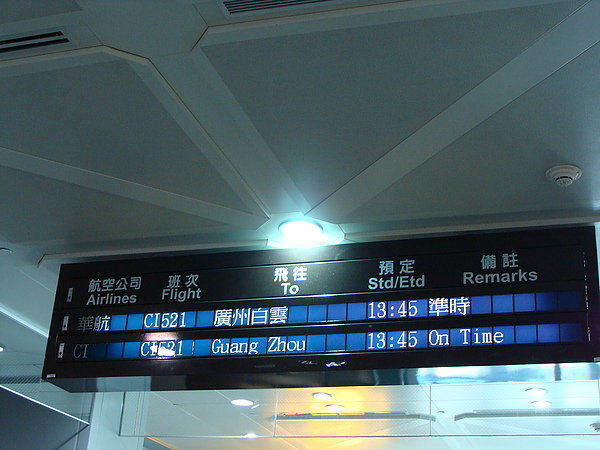 航空公司 班次 飛往 預定 備註
Airlines Flight To Std/Etd Remarks
華航 CI521 廣州白雲 13:45 準時
CI CI521 Guang Zhou 13:45 On Time